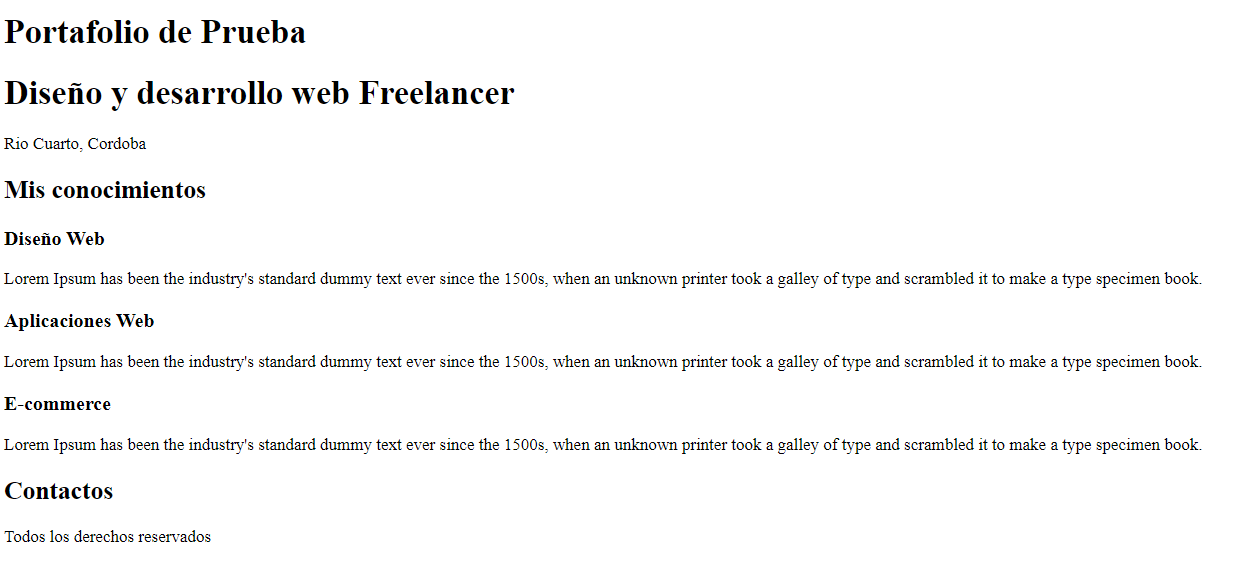 Portafolio de Prueba
Diseño y desarrollo web Freelancer
Rio Cuarto, Cordoba
Mis conocimientos
Diseño Web
Lorem Ipsum has been the industry's standard dummy text ever since the 1500s, when an unknown printer took a galley of type and scrambled it to make a type specimen book.
Aplicaciones Web
Lorem Ipsum has been the industry's standard dummy text ever since the 1500s, when an unknown printer took a galley of type and scrambled it to make a type specimen book.
E-commerce
Lorem Ipsum has been the industry's standard dummy text ever since the 1500s, when an unknown printer took a galley of type and scrambled it to make a type specimen book.
Contactos
Todos los derechos reservados